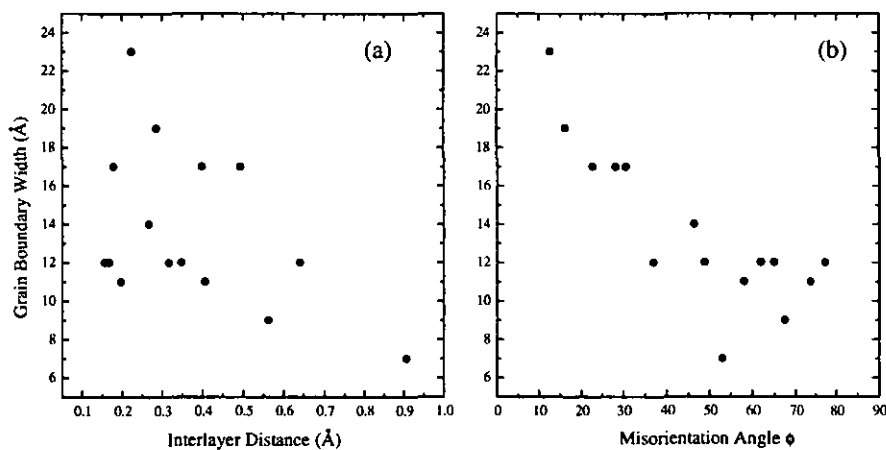 (a)
24
22
20
18
16
14
12
10
8
6
Grain Boundary Width (Å)
0.1 0.2 0.3 0.4 0.5 0.6 0.7 0.8 0.9 1.0
Interlayer Distance (Å)
(b)
24
22
20
18
16
14
12
10
8
6
0 10 20 30 40 50 60 70 80 90
Misorientation Angle ϕ